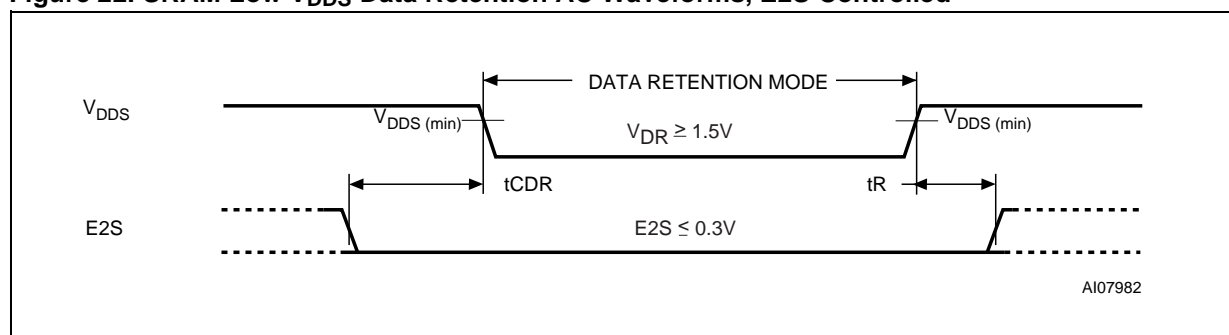 Figure 22. SRAM Low VDDS Data Retention AC Waveforms, E2S Controlled
DATA RETENTION MODE
VDDS
VDDS (min)
VDR ≥ 1.5V
VDDS (min)
tCDR
tR
E2S
E2S ≤ 0.3V
AI07982